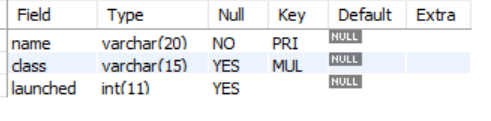 Field Type Null Key Default Extra
name varchar(20) NO PRI NULL
class varchar(15) YES MUL NULL
launched int(11) YES NULL